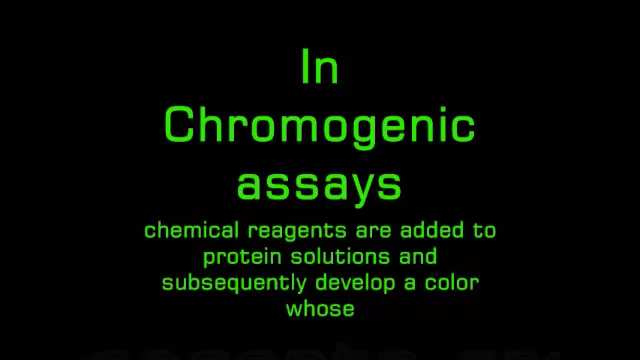 In
Chromogenic
assays
chemical reagents are added to
protein solutions and
subsequently develop a color
whose